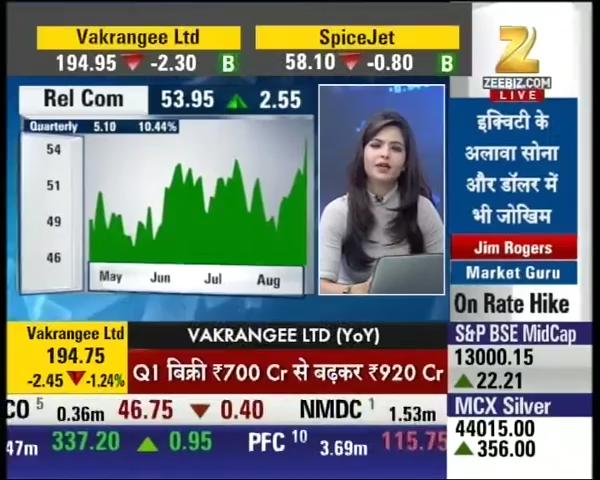 Vakrangee Ltd
194.95 -2.30 B
SpiceJet
58.10 -0.80 B
ZEEBIZ.COM
LIVE
Rel Com 53.95 2.55
Quarterly 5.10 10.44%
54
51
49
46
May Jun Jul Aug
इक्विटी के
अलावा सोना
और डॉलर में
भी जोखिम
Jim Rogers
Market Guru
On Rate Hike
Vakrangee Ltd
194.75
-2.45 -1.24%
VAKRANGEE LTD (YoY)
Q1 बिक्री ₹700 Cr से बढ़कर ₹920 Cr
S&P BSE MidCap
13000.15
22.21
MCX Silver
44015.00
356.00
CO 5 0.36m 46.75 0.40 NMDC 1 1.53m
47m 337.20 0.95 PFC 10 3.69m 115.75